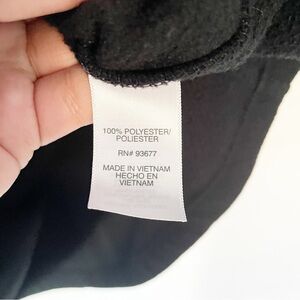 100% POLYESTER/
POLIESTER
RN# 93677
MADE IN VIETNAM
HECHO EN
VIETNAM